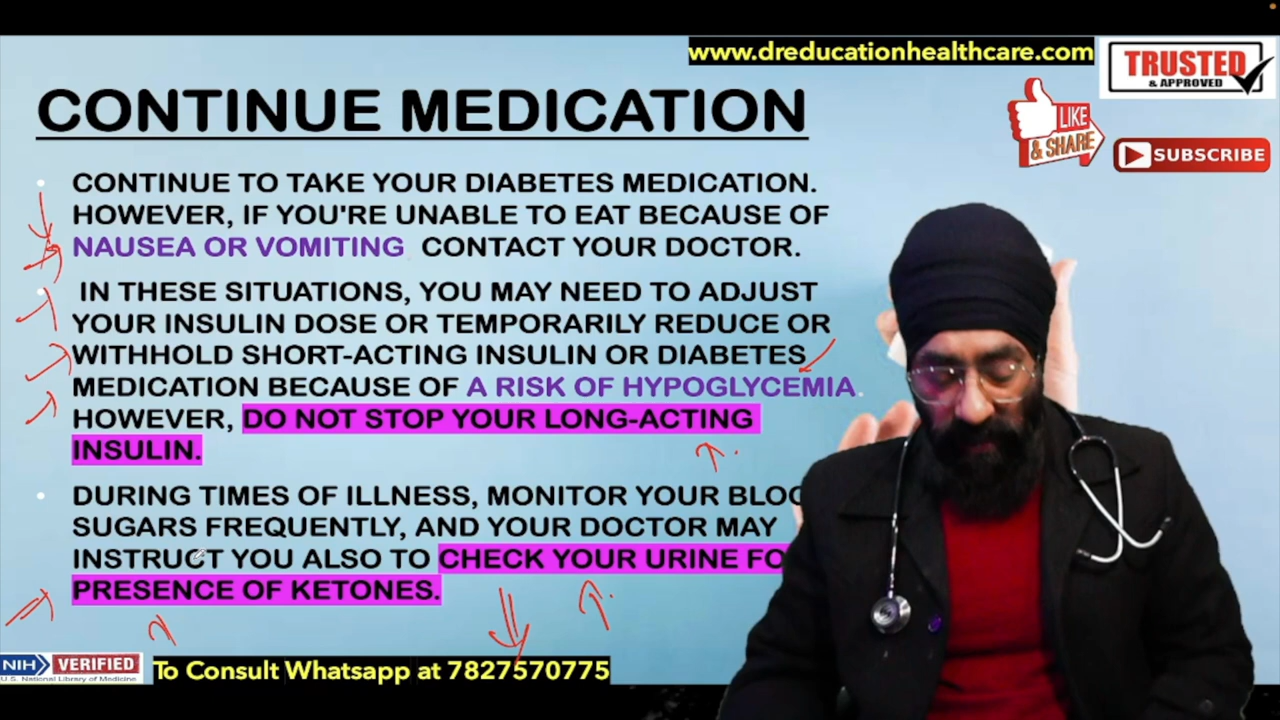 www.dreducationhealthcare.com
TRUSTED
& APPROVED
CONTINUE MEDICATION
LIKE
& SHARE
SUBSCRIBE
CONTINUE TO TAKE YOUR DIABETES MEDICATION.
HOWEVER, IF YOU'RE UNABLE TO EAT BECAUSE OF
NAUSEA OR VOMITING CONTACT YOUR DOCTOR.
IN THESE SITUATIONS, YOU MAY NEED TO ADJUST
YOUR INSULIN DOSE OR TEMPORARILY REDUCE OR
WITHHOLD SHORT-ACTING INSULIN OR DIABETES
MEDICATION BECAUSE OF A RISK OF HYPOGLYCEMIA.
HOWEVER, DO NOT STOP YOUR LONG-ACTING
INSULIN.
DURING TIMES OF ILLNESS, MONITOR YOUR
SUGARS FREQUENTLY, AND YOUR DOCTOR MAY
INSTRUCT YOU ALSO TO CHECK YOUR URINE
PRESENCE OF KETONES.
NIH VERIFIED
U.S. National Library of Medicine
To Consult Whatsapp at 7827570775